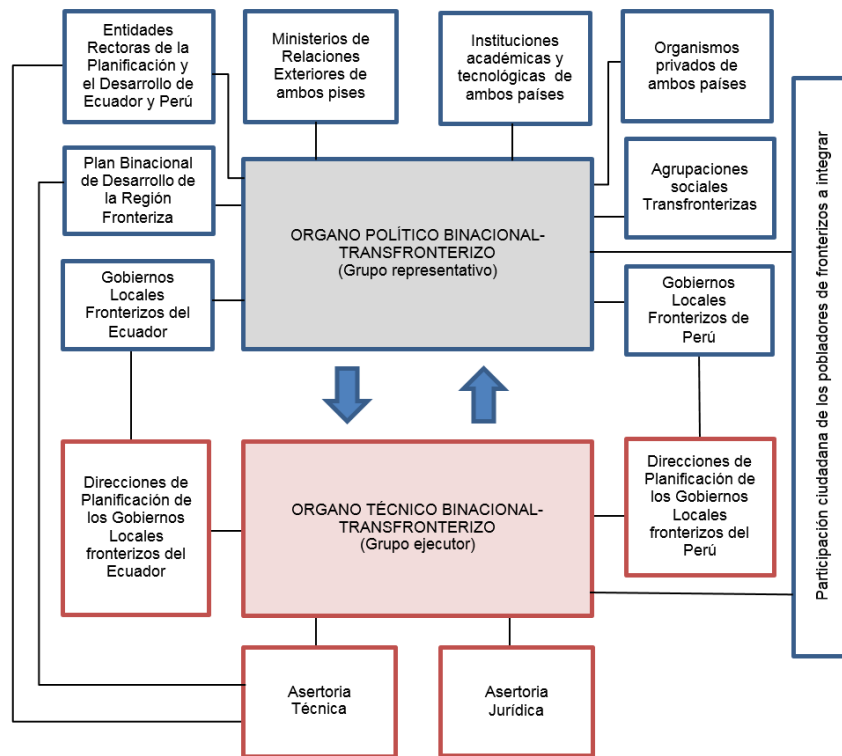 Entidades
Rectoras de la
Planificación y
el Desarrollo de
Ecuador y Perú
Ministerios de
Relaciones
Exteriores de
ambos pises
Instituciones
académicas y
tecnológicas de
ambos países
Organismos
privados de
ambos países
Plan Binacional
de Desarrollo de
la Región
Fronteriza
Agrupaciones
sociales
Transfronterizas
ORGANO POLÍTICO BINACIONAL-
TRANSFRONTERIZO
(Grupo representativo)
Gobiernos
Locales
Fronterizos del
Ecuador
Gobiernos
Locales
Fronterizos de
Perú
Participación ciudadana de los pobladores de fronterizos a integrar
Direcciones de
Planificación de
los Gobiernos
Locales
fronterizos del
Ecuador
ORGANO TÉCNICO BINACIONAL-
TRANSFRONTERIZO
(Grupo ejecutor)
Direcciones de
Planificación de
los Gobiernos
Locales
fronterizos del
Perú
Asertoria
Técnica
Asertoria
Jurídica